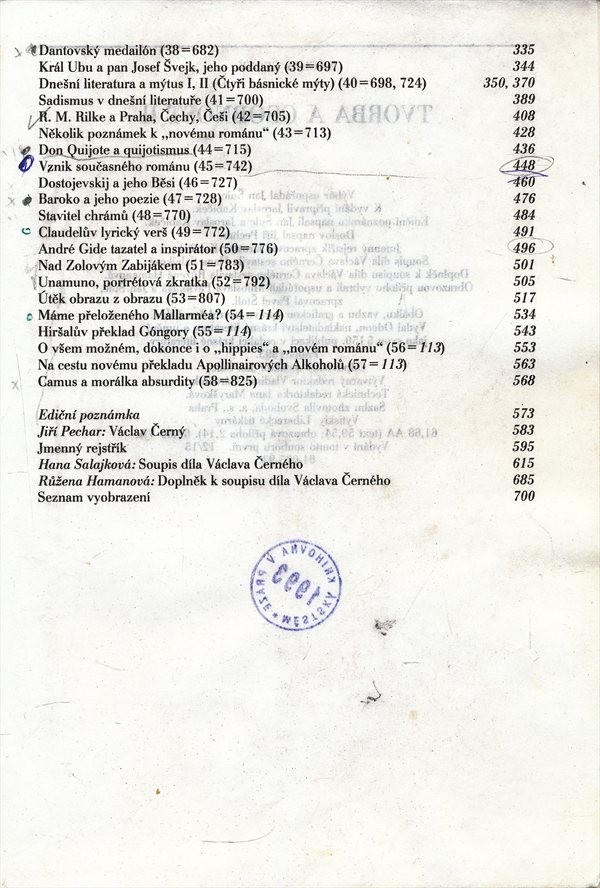 Dantovský medailón (38=682) 335
Král Ubu a pan Josef Švejk, jeho poddaný (39=697) 344
Dnešní literatura a mýtus I, II (Čtyři básnické mýty) (40=698, 724) 350, 370
Sadismus v dnešní literatuře (41=700) 389
R. M. Rilke a Praha, Čechy, Češi (42=705) 408
Několik poznámek k „novému románu“ (43=713) 428
Don Quijote a quijotismus (44=715) 436
Vznik současného románu (45=742) 448
Dostojevskij a jeho Běsi (46=727) 460
Baroko a jeho poezie (47=728) 476
Stavitel chrámů (48=770) 484
Claudelův lyrický verš (49=772) 491
André Gide tazatel a inspirátor (50=776) 496
Nad Zolovým Zabijákem (51=783) 501
Unamuno, portrétová zkratka (52=792) 505
Útěk obrazu z obrazu (53=807) 517
Máme přeloženého Mallarméa? (54=114) 534
Hiršalův překlad Góngory (55=114) 543
O všem možném, dokonce i o „hippies“ a „novém románu“ (56=113) 553
Na cestu novému překladu Apollinairových Alkoholů (57=113) 563
Camus a morálka absurdity (58=825) 568
Ediční poznámka 573
Jiří Pechar: Václav Černý 583
Jmenný rejstřík 595
Hana Salajková: Soupis díla Václava Černého 615
Růžena Hamanová: Doplněk k soupisu díla Václava Černého 685
Seznam vyobrazení 700
MĚSTSKÁ KNIHOVNA V PRAZE
1993